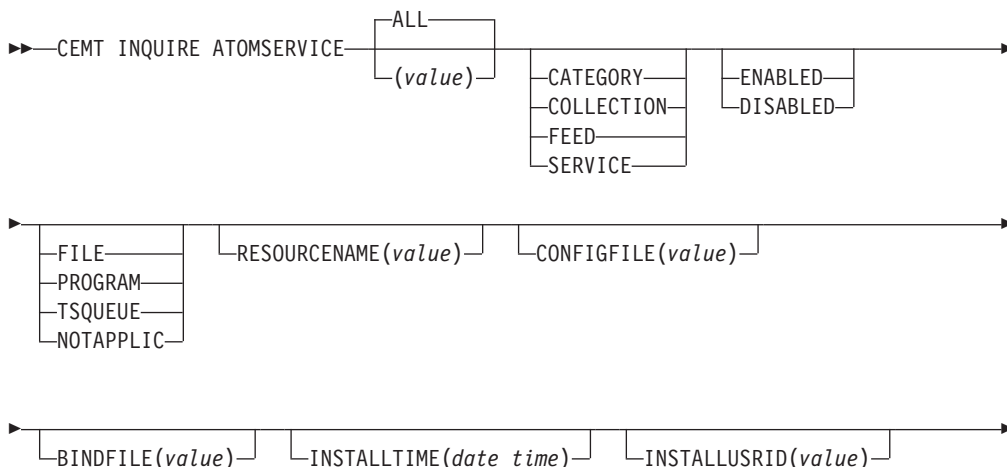 ALL
CEMT INQUIRE ATOMSERVICE
(value)
CATEGORY
COLLECTION
FEED
SERVICE
ENABLED
DISABLED
FILE
PROGRAM
TSQUEUE
NOTAPPLIC
RESOURCENAME(value)
CONFIGFILE(value)
BINDFILE(value)
INSTALLTIME(date time)
INSTALLUSRID(value)